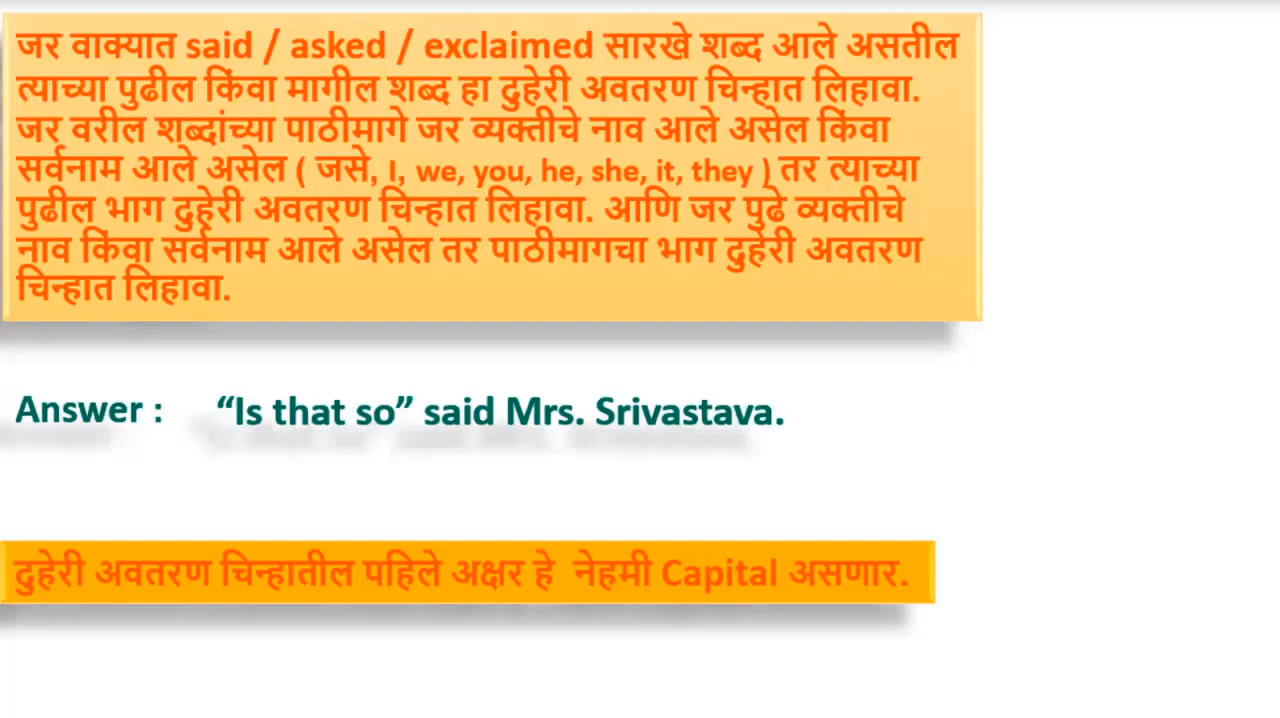 जर वाक्यात said / asked / exclaimed सारखे शब्द आले असतील
त्याच्या पुढील किंवा मागील शब्द हा दुहेरी अवतरण चिन्हात लिहावा.
जर वरील शब्दांच्या पाठीमागे जर व्यक्तीचे नाव आले असेल किंवा
सर्वनाम आले असेल ( जसे, I, we, you, he, she, it, they ) तर त्याच्या
पुढील भाग दुहेरी अवतरण चिन्हात लिहावा. आणि जर पुढे व्यक्तीचे
नाव किंवा सर्वनाम आले असेल तर पाठीमागचा भाग दुहेरी अवतरण
चिन्हात लिहावा.
Answer : “Is that so” said Mrs. Srivastava.
दुहेरी अवतरण चिन्हातील पहिले अक्षर हे नेहमी Capital असणार.